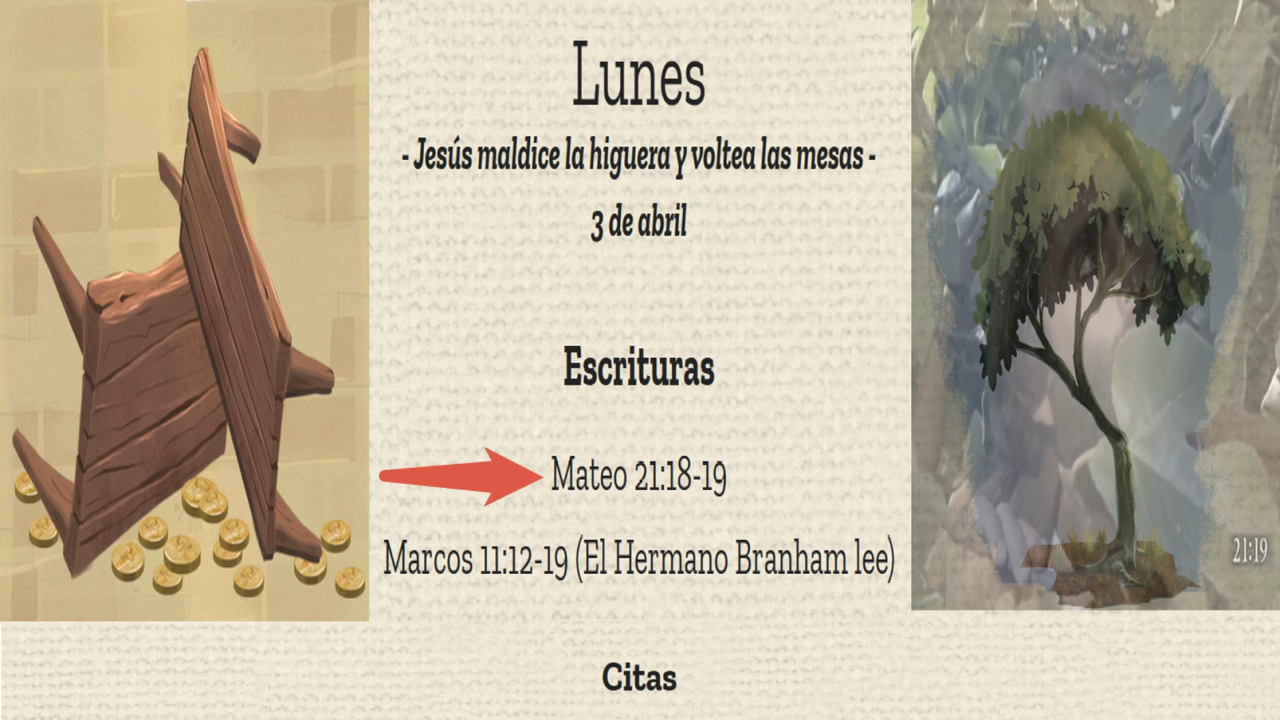 Lunes
- Jesús maldice la higuera y voltea las mesas -
3 de abril
Escrituras
Mateo 21:18-19
Marcos 11:12-19 (El Hermano Branham lee)
21:19
Citas